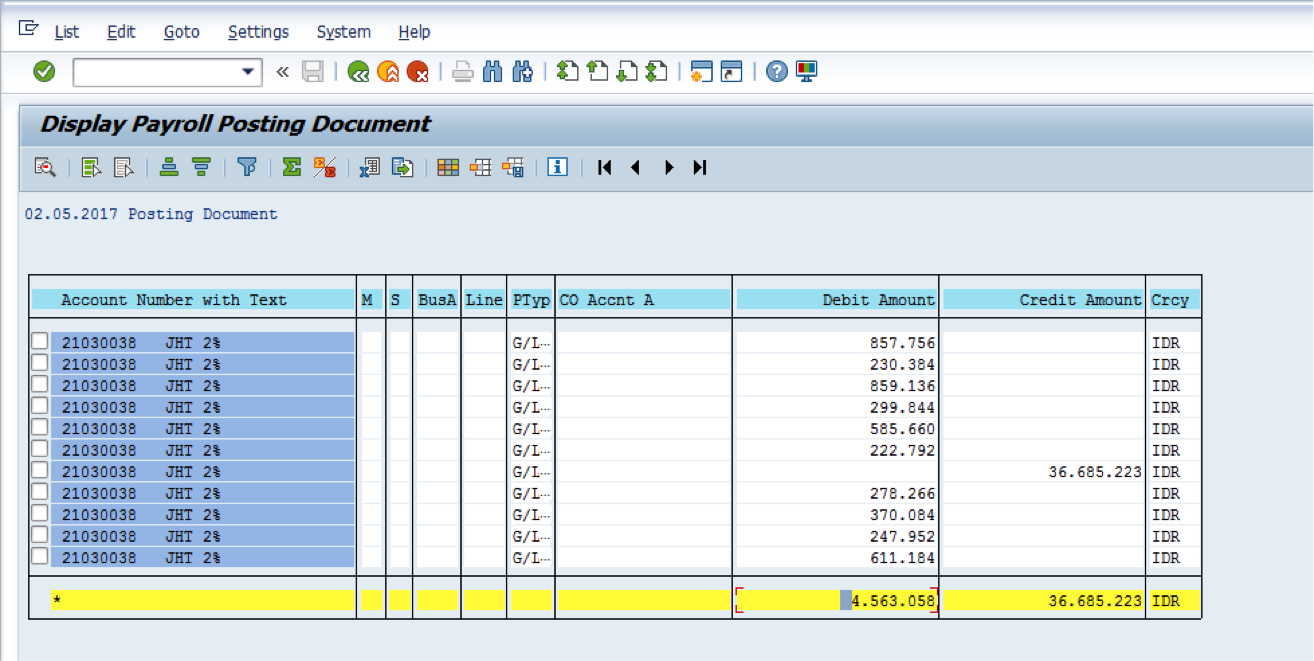 List Edit Goto Settings System Help
Display Payroll Posting Document
02.05.2017 Posting Document
Account Number with Text M S BusA Line PTyp CO Accnt A Debit Amount Credit Amount Crcy
21030038 JHT 2% G/L… 857.756 IDR
21030038 JHT 2% G/L… 230.384 IDR
21030038 JHT 2% G/L… 859.136 IDR
21030038 JHT 2% G/L… 299.844 IDR
21030038 JHT 2% G/L… 585.660 IDR
21030038 JHT 2% G/L… 222.792 IDR
21030038 JHT 2% G/L… 36.685.223 IDR
21030038 JHT 2% G/L… 278.266 IDR
21030038 JHT 2% G/L… 370.084 IDR
21030038 JHT 2% G/L… 247.952 IDR
21030038 JHT 2% G/L… 611.184 IDR
* 4.563.058 36.685.223 IDR